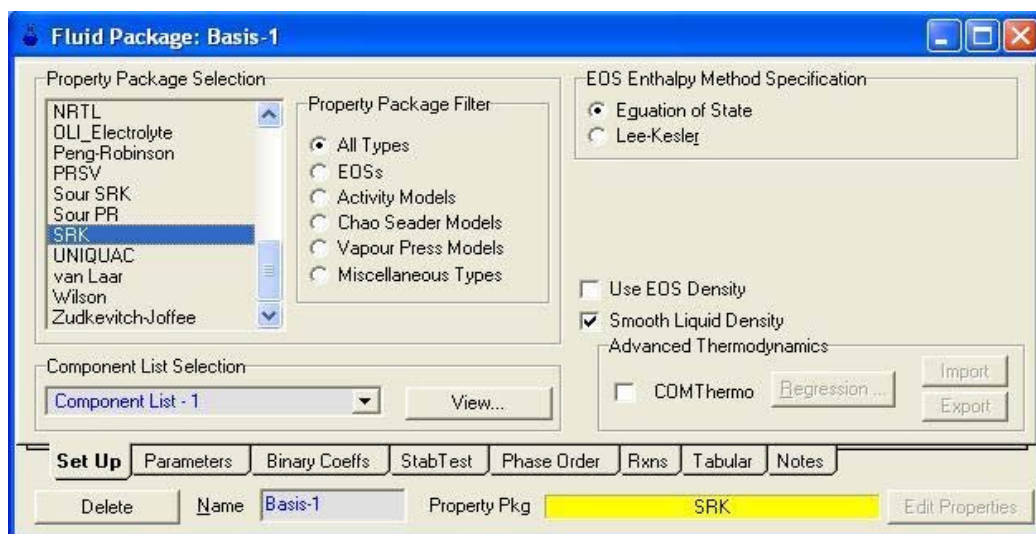 Fluid Package: Basis-1
Property Package Selection
NRTL
OLI_Electrolyte
Peng-Robinson
PRSV
Sour SRK
Sour PR
SRK
UNIQUAC
van Laar
Wilson
Zudkevitch-Joffee
Property Package Filter
All Types
EOSs
Activity Models
Chao Seader Models
Vapour Press Models
Miscellaneous Types
EOS Enthalpy Method Specification
Equation of State
Lee-Kesler
Use EOS Density
Smooth Liquid Density
Component List Selection
Component List - 1
View...
Advanced Thermodynamics
COMThermo
Regression ...
Import
Export
Set Up Parameters Binary Coeffs StabTest Phase Order Rxns Tabular Notes
Delete Name Basis-1 Property Pkg SRK Edit Properties